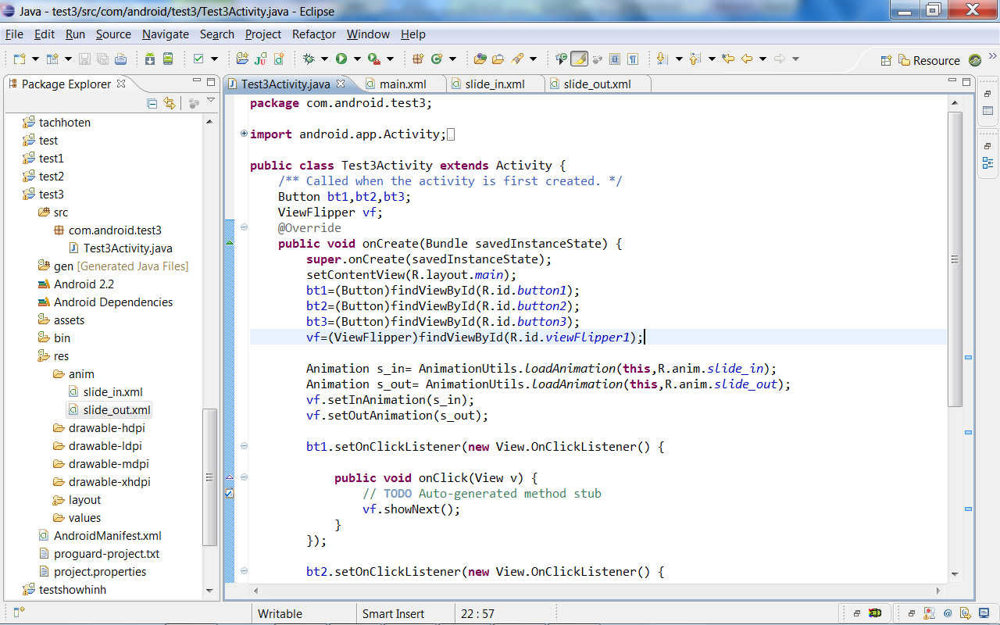 Java - test3/src/com/android/test3/Test3Activity.java - Eclipse
File Edit Run Source Navigate Search Project Refactor Window Help
Resource
Package Explorer
Test3Activity.java main.xml slide_in.xml slide_out.xml
tachhoten
test
test1
test2
test3
src
com.android.test3
Test3Activity.java
gen [Generated Java Files]
Android 2.2
Android Dependencies
assets
bin
res
anim
slide_in.xml
slide_out.xml
drawable-hdpi
drawable-ldpi
drawable-mdpi
drawable-xhdpi
layout
values
AndroidManifest.xml
proguard-project.txt
project.properties
testshowhinh
package com.android.test3;
import android.app.Activity;
public class Test3Activity extends Activity {
/** Called when the activity is first created. */
Button bt1,bt2,bt3;
ViewFlipper vf;
@Override
public void onCreate(Bundle savedInstanceState) {
super.onCreate(savedInstanceState);
setContentView(R.layout.main);
bt1=(Button)findViewById(R.id.button1);
bt2=(Button)findViewById(R.id.button2);
bt3=(Button)findViewById(R.id.button3);
vf=(ViewFlipper)findViewById(R.id.viewFlipper1);
Animation s_in= AnimationUtils.loadAnimation(this,R.anim.slide_in);
Animation s_out= AnimationUtils.loadAnimation(this,R.anim.slide_out);
vf.setInAnimation(s_in);
vf.setOutAnimation(s_out);
bt1.setOnClickListener(new View.OnClickListener() {
public void onClick(View v) {
// TODO Auto-generated method stub
vf.showNext();
}
});
bt2.setOnClickListener(new View.OnClickListener() {
Writable Smart Insert 22 : 57